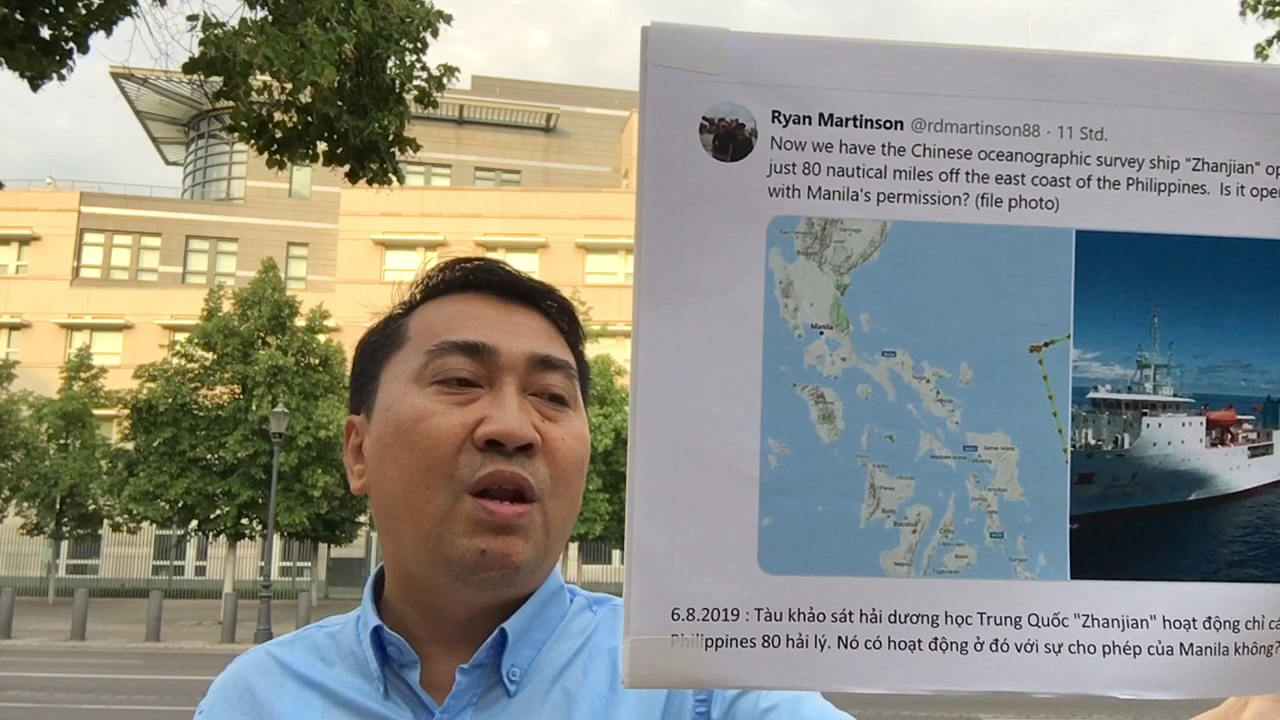 Ryan Martinson @rdmartinson88 · 11 Std.
Now we have the Chinese oceanographic survey ship "Zhanjian" op
just 80 nautical miles off the east coast of the Philippines. Is it ope
with Manila's permission? (file photo)
Manila
6.8.2019 : Tàu khảo sát hải dương học Trung Quốc "Zhanjian" hoạt động chỉ cá
Philippines 80 hải lý. Nó có hoạt động ở đó với sự cho phép của Manila không?